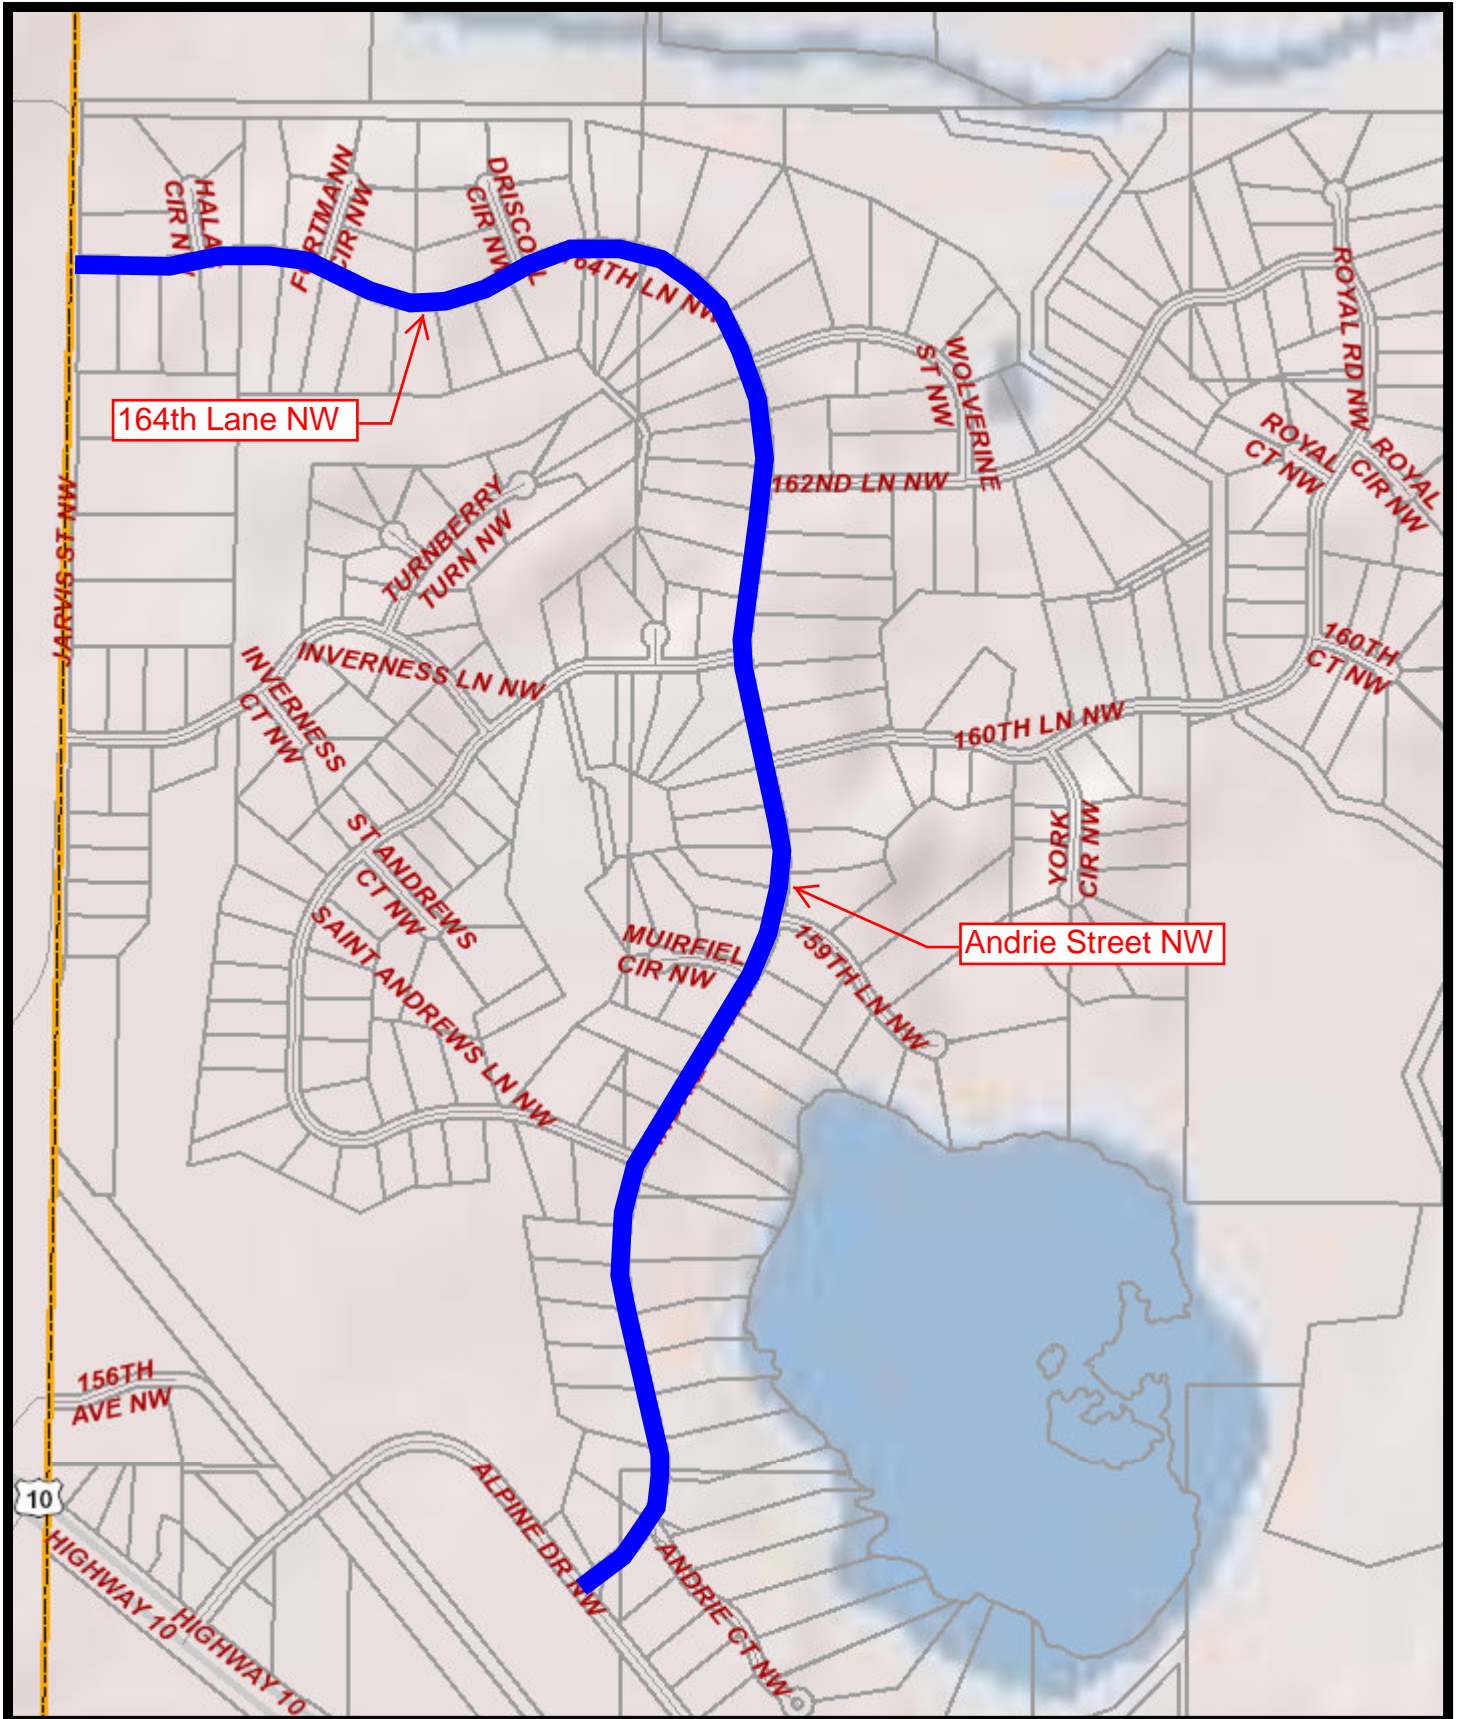 HALA
CIR N
FORTMANN
CIR NW
DRISCOLL
CIR NW
164TH LN NW
164th Lane NW
WOLVERINE
ST NW
162ND LN NW
ROYAL RD NW
ROYAL
CT NW
ROYAL
CIR NW
JARVIS ST NW
TURNBERRY
TURN NW
INVERNESS LN NW
INVERNESS
CT NW
160TH
CT NW
160TH LN NW
YORK
CIR NW
ST ANDREWS
CT NW
SAINT ANDREWS LN NW
MUIRFIEL
CIR NW
159TH LN NW
Andrie Street NW
156TH
AVE NW
10
HIGHWAY 10
HIGHWAY 10
ALPINE DR NW
ANDRIE CT NW